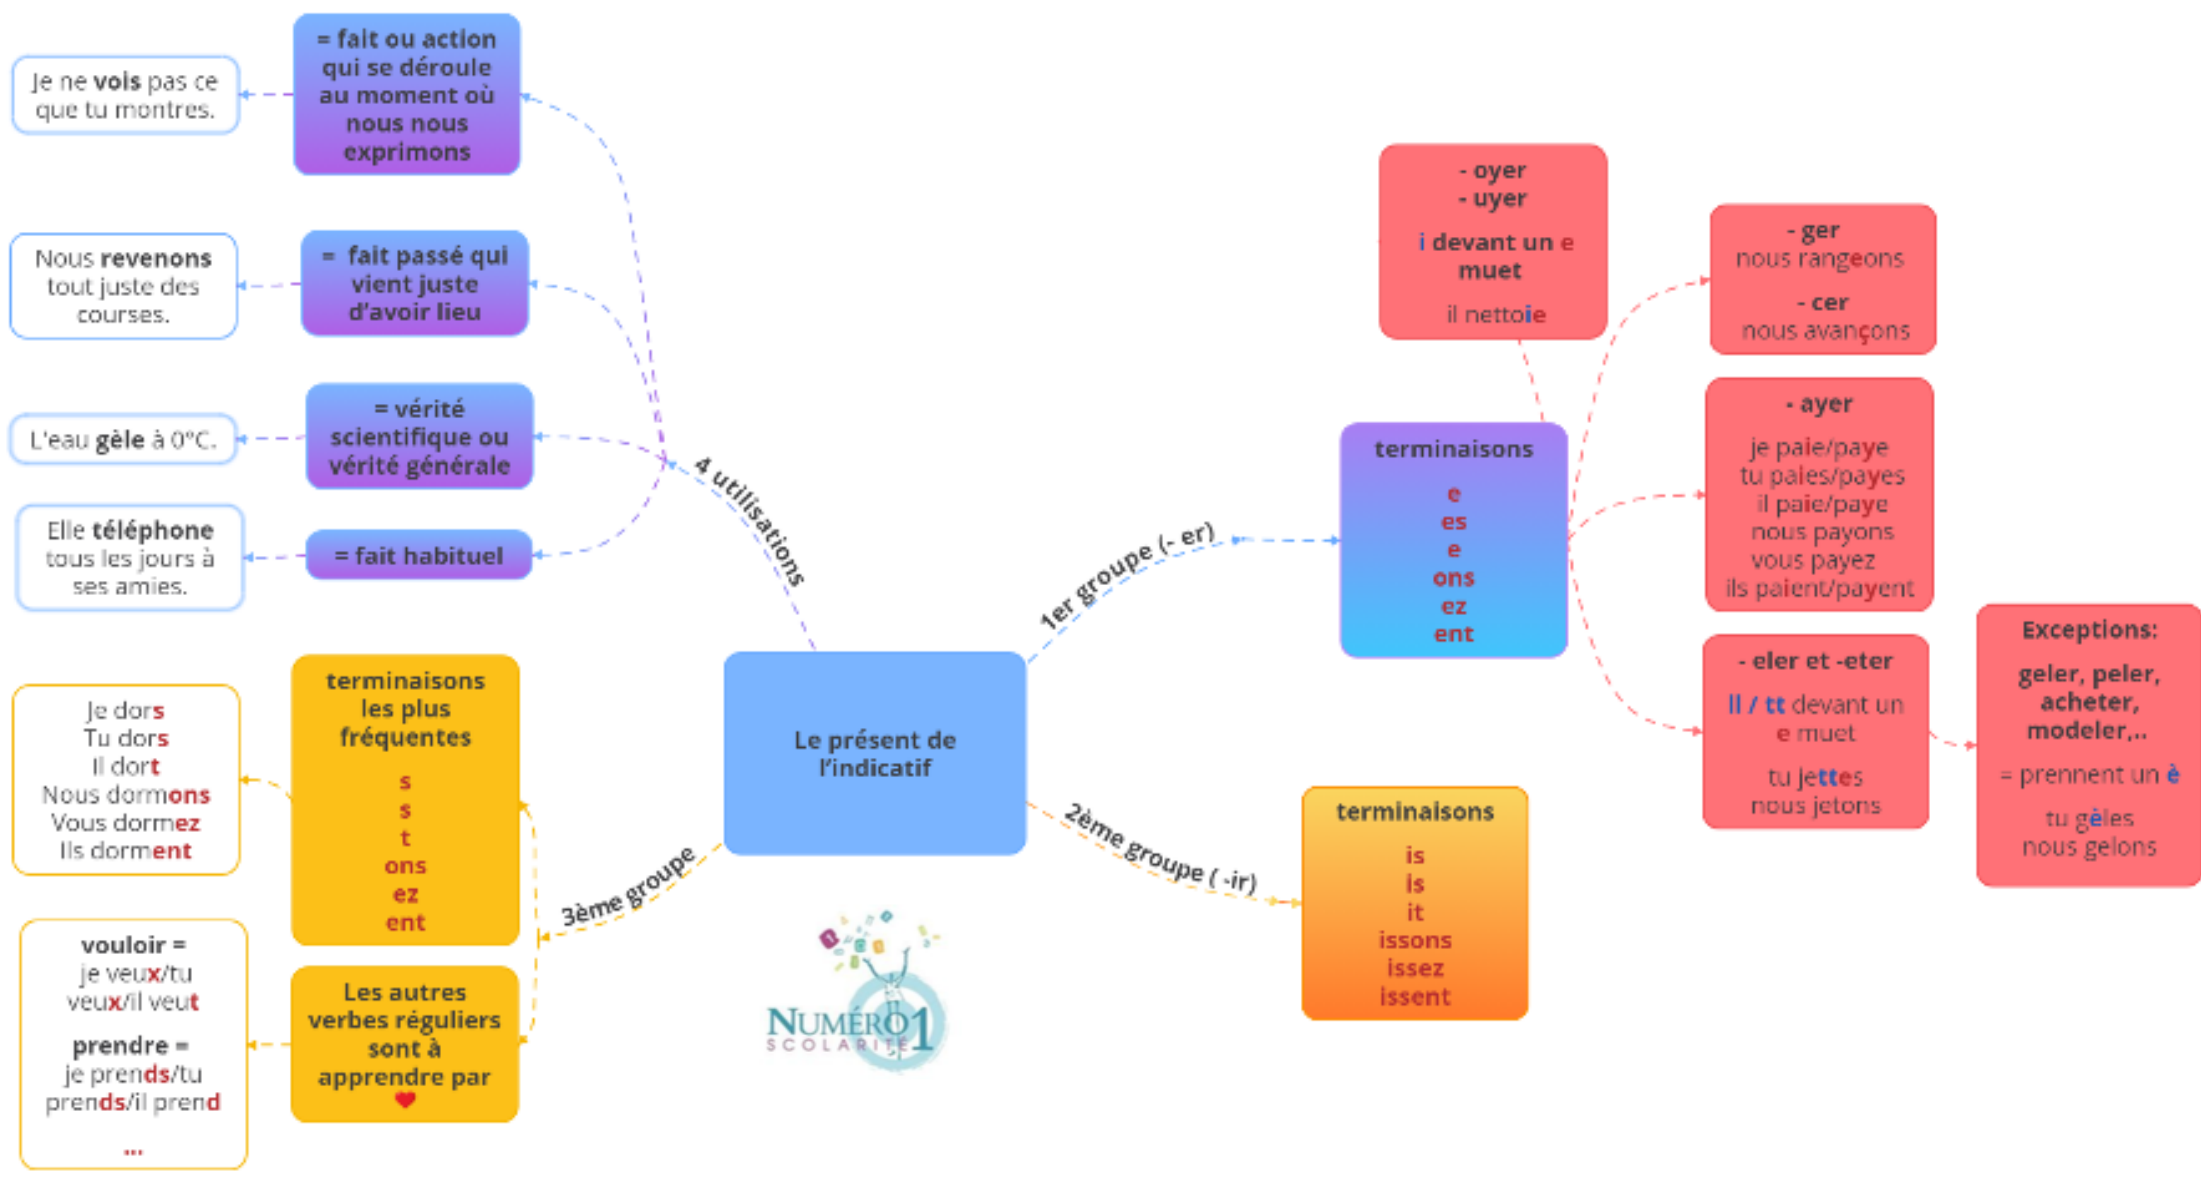 Le présent de
l'indicatif
4 utilisations
= fait ou action
qui se déroule
au moment où
nous nous
exprimons
Je ne vois pas ce
que tu montres.
= fait passé qui
vient juste
d'avoir lieu
Nous revenons
tout juste des
courses.
= vérité
scientifique ou
vérité générale
L'eau gèle à 0°C.
= fait habituel
Elle téléphone
tous les jours à
ses amies.
1er groupe (- er)
terminaisons
e
es
e
ons
ez
ent
- oyer
- uyer
i devant un e
muet
il nettoie
- ger
nous rangeons
- cer
nous avançons
- ayer
je paie/paye
tu paies/payes
il paie/paye
nous payons
vous payez
ils paient/payent
- eler et -eter
ll / tt devant un
e muet
tu jettes
nous jetons
Exceptions:
geler, peler,
acheter,
modeler,..
= prennent un è
tu gèles
nous gelons
2ème groupe ( -ir)
terminaisons
is
is
it
issons
issez
issent
3ème groupe
terminaisons
les plus
fréquentes
s
s
t
ons
ez
ent
Je dors
Tu dors
Il dort
Nous dormons
Vous dormez
Ils dorment
Les autres
verbes réguliers
sont à
apprendre par
vouloir =
je veux/tu
veux/il veut
prendre =
je prends/tu
prends/il prend
...
NUMÉRO 1
SCOLARITÉ